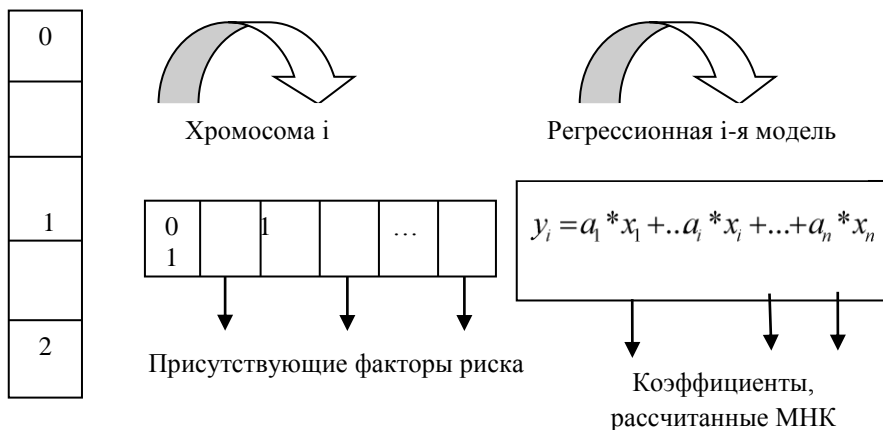 0
1
2
Хромосома i
0 1 …
1
Присутствующие факторы риска
Регрессионная i-я модель
y_i = a_1 * x_1 + ..a_i * x_i + ... + a_n * x_n
Коэффициенты,
рассчитанные МНК